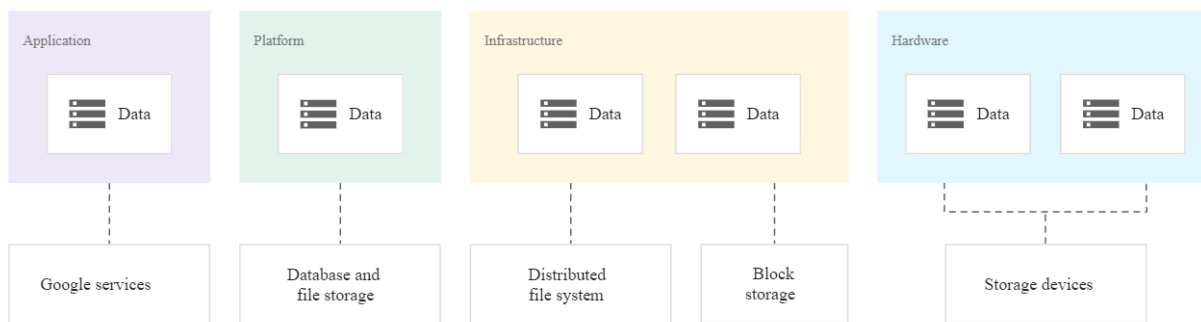 Application
Platform
Infrastructure
Hardware
Data
Data
Data
Data
Data
Data
Google services
Database and
file storage
Distributed
file system
Block
storage
Storage devices